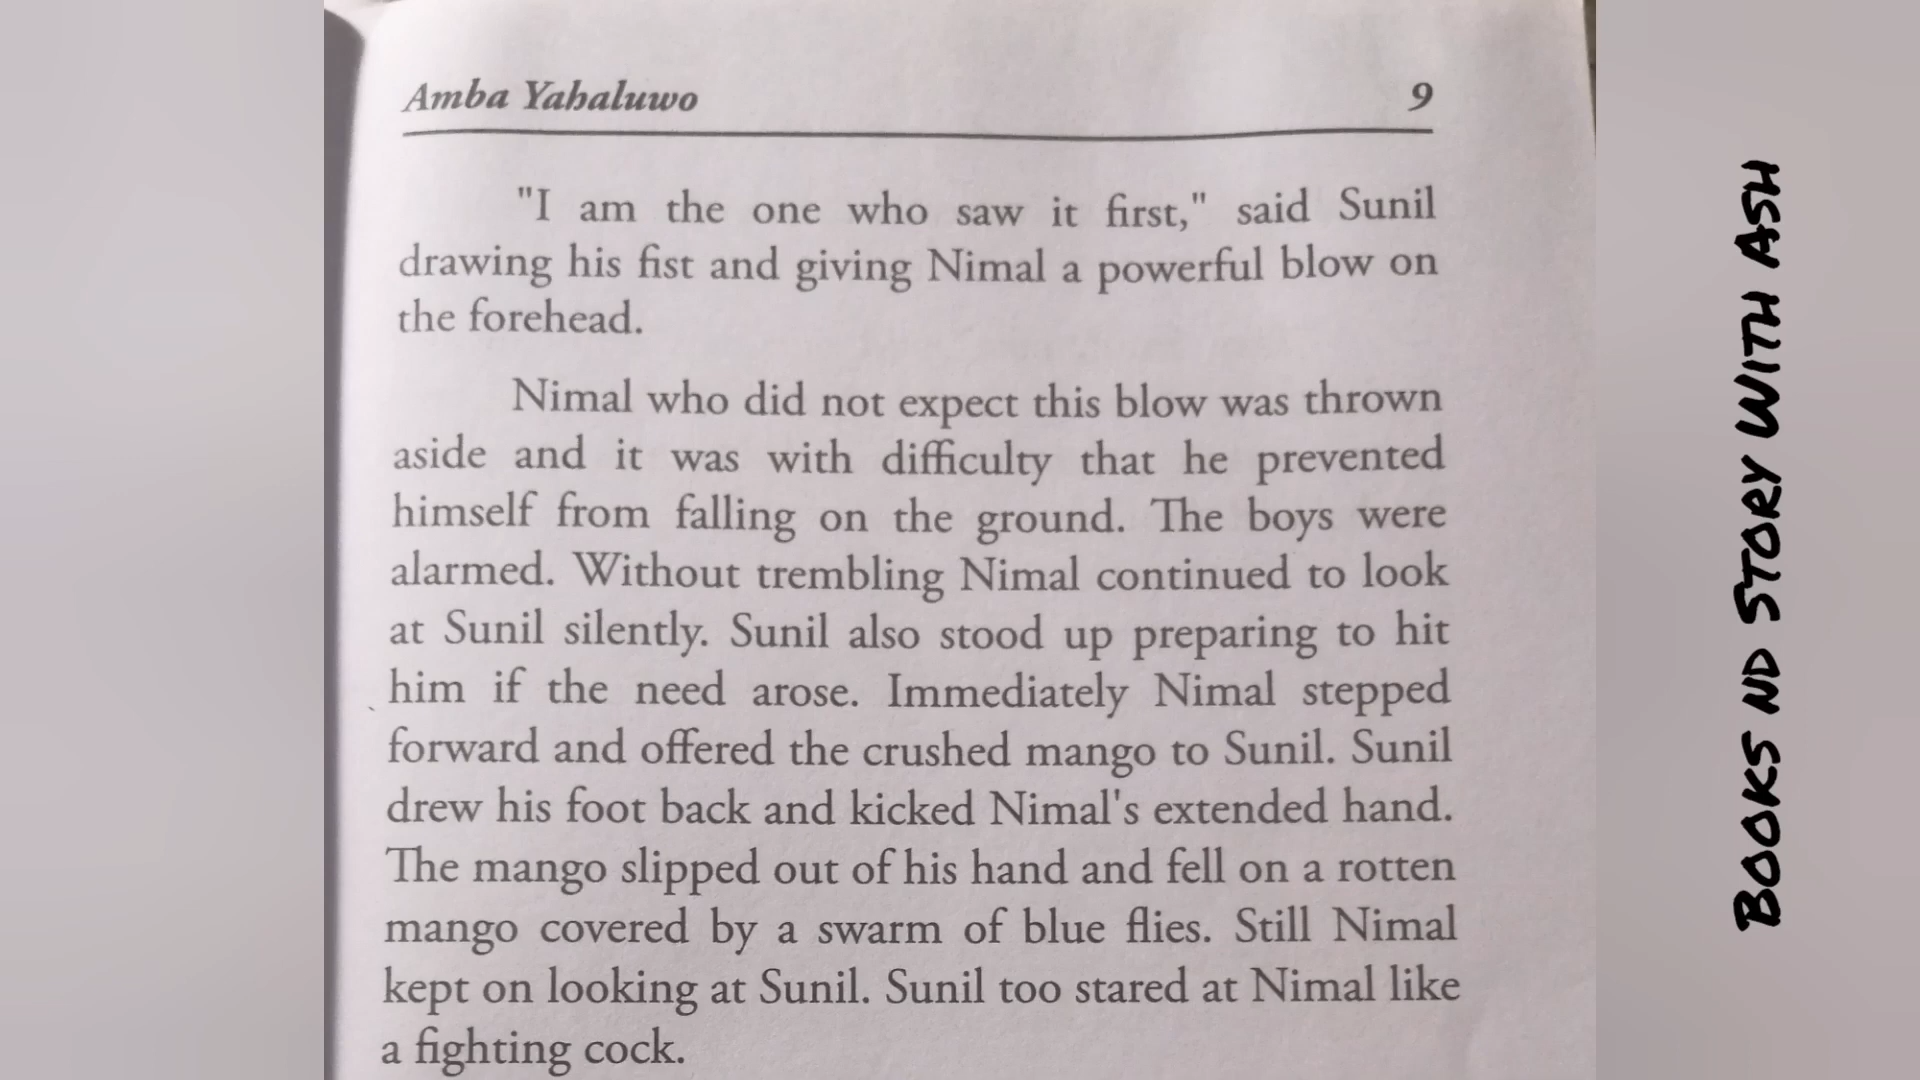 Amba Yahaluwo 9
"I am the one who saw it first," said Sunil
drawing his fist and giving Nimal a powerful blow on
the forehead.
Nimal who did not expect this blow was thrown
aside and it was with difficulty that he prevented
himself from falling on the ground. The boys were
alarmed. Without trembling Nimal continued to look
at Sunil silently. Sunil also stood up preparing to hit
him if the need arose. Immediately Nimal stepped
forward and offered the crushed mango to Sunil. Sunil
drew his foot back and kicked Nimal's extended hand.
The mango slipped out of his hand and fell on a rotten
mango covered by a swarm of blue flies. Still Nimal
kept on looking at Sunil. Sunil too stared at Nimal like
a fighting cock.
BOOKS ND STORY WITH ASH